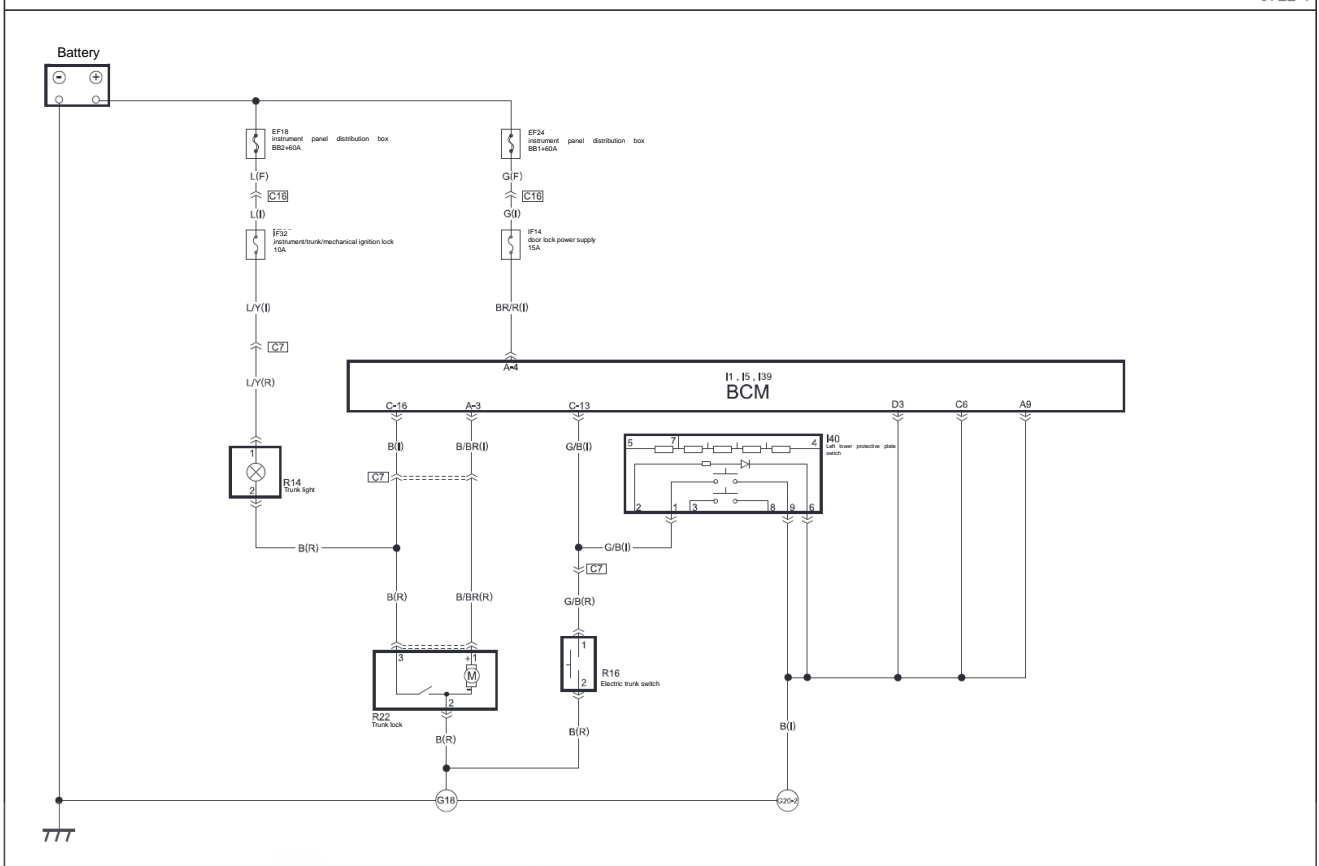 Battery
- +
EF18
instrument panel distribution box
BB2+60A
EF24
instrument panel distribution box
BB1+60A
L(F)
G(F)
C16
C16
L(I)
G(I)
IF32
instrument/trunk/mechanical ignition lock
10A
IF14
door lock power supply
15A
L/Y(I)
BR/R(I)
C7
A-4
L/Y(R)
I1 , I5 , I39
BCM
C-16
A-3
C-13
D3
C6
A9
B(I)
B/BR(I)
G/B(I)
5
7
4
I40
Left lower protective plate
switch
1
2
R14
Trunk light
C7
2
1
3
8
9
6
B(R)
G/B(I)
C7
B(R)
B/BR(R)
G/B(R)
3
+
1
M
-
2
R22
Trunk lock
1
2
R16
Electric trunk switch
B(R)
B(R)
B(I)
G18
G20-2